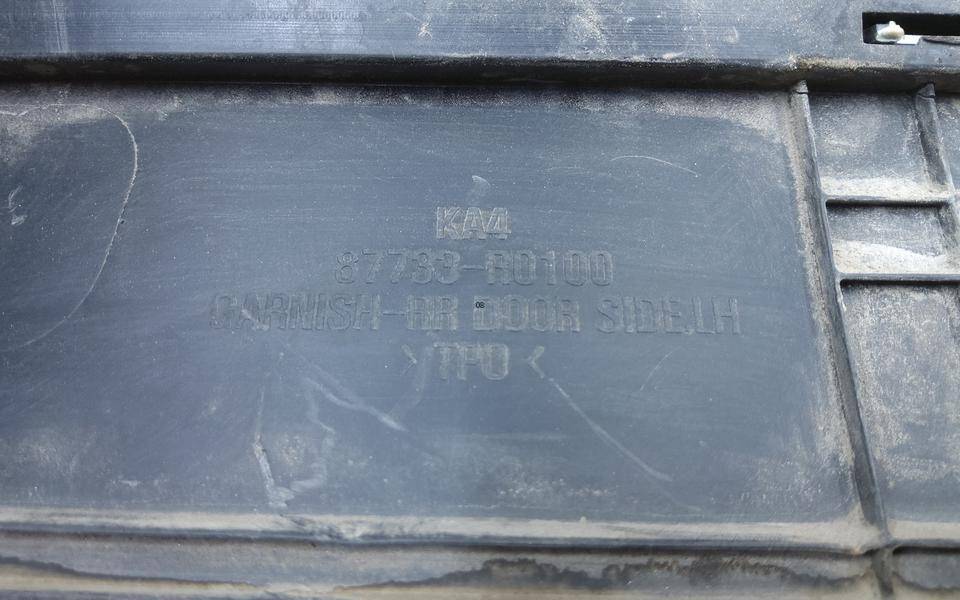 KA4
87733-R0100
GARNISH-RR DOOR SIDE,LH
>TPO<